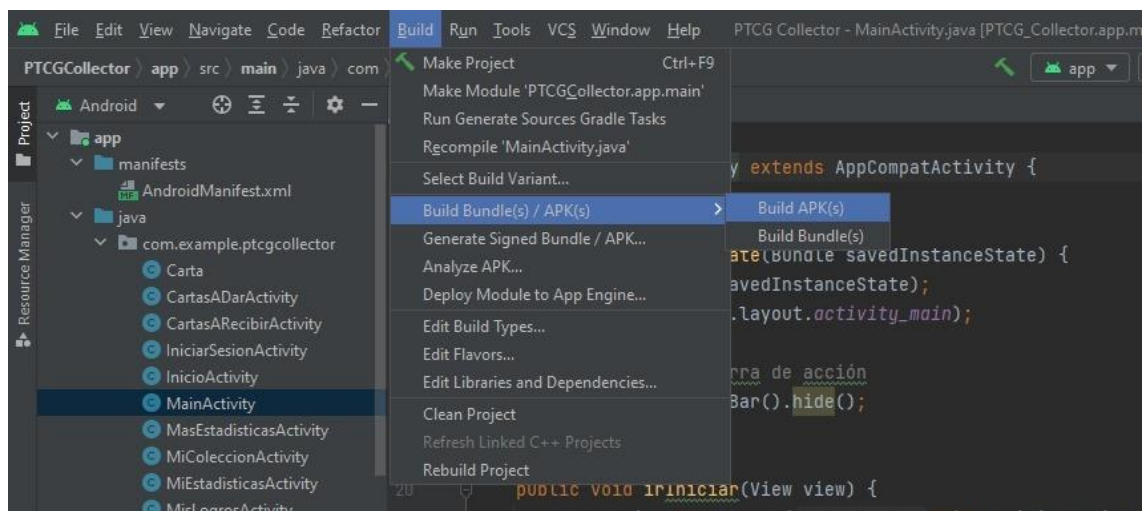 File Edit View Navigate Code Refactor Build Run Tools VCS Window Help PTCG Collector - MainActivity.java [PTCG_Collector.app.m
PTCGCollector app src main java com
app
Project
Resource Manager
Android
app
manifests
AndroidManifest.xml
java
com.example.ptcgcollector
Carta
CartasADarActivity
CartasARecibirActivity
IniciarSesionActivity
InicioActivity
MainActivity
MasEstadisticasActivity
MiColeccionActivity
MiEstadisticasActivity
MisLogrosActivity
Make Project Ctrl+F9
Make Module 'PTCGCollector.app.main'
Run Generate Sources Gradle Tasks
Recompile 'MainActivity.java'
Select Build Variant...
Build Bundle(s) / APK(s)
Generate Signed Bundle / APK...
Analyze APK...
Deploy Module to App Engine...
Edit Build Types...
Edit Flavors...
Edit Libraries and Dependencies...
Clean Project
Refresh Linked C++ Projects
Rebuild Project
Build APK(s)
Build Bundle(s)
y extends AppCompatActivity {
ate(Bundle savedInstanceState) {
avedInstanceState);
.layout.activity_main);
rra de acción
Bar().hide();
20 public void irIniciar(View view) {